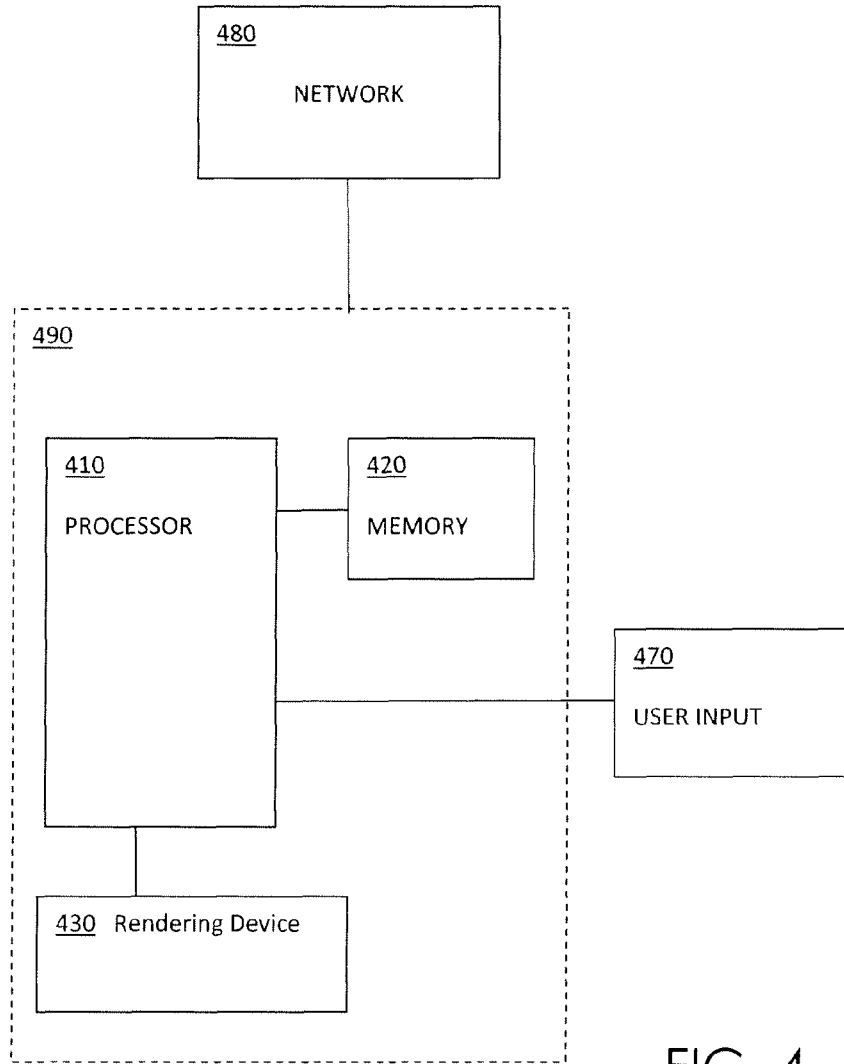 480
NETWORK
490
410
PROCESSOR
420
MEMORY
470
USER INPUT
430 Rendering Device
FIG. 4